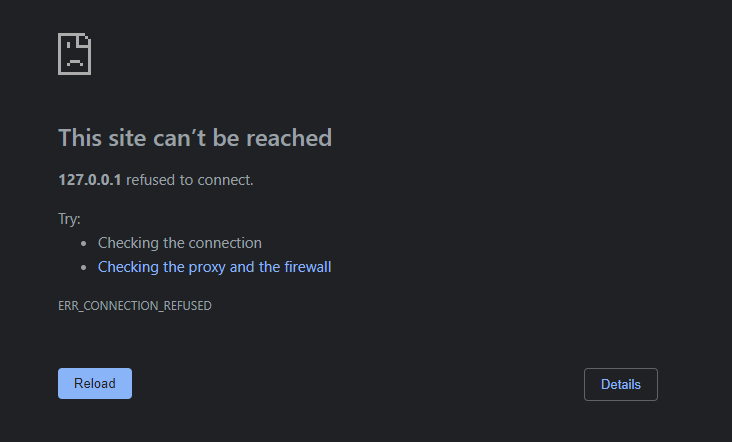 This site can’t be reached
127.0.0.1 refused to connect.
Try:
• Checking the connection
• Checking the proxy and the firewall
ERR_CONNECTION_REFUSED
Reload
Details